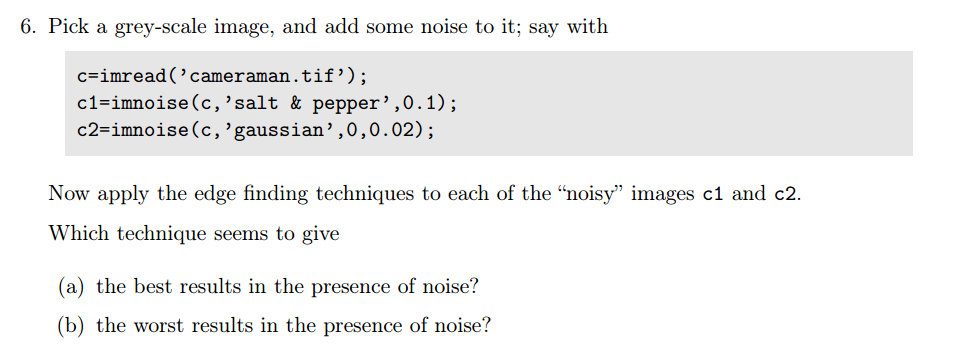 6. Pick a grey-scale image, and add some noise to it; say with
c=imread(’cameraman.tif’);
c1=imnoise(c,’salt & pepper’,0.1);
c2=imnoise(c,’gaussian’,0,0.02);
Now apply the edge finding techniques to each of the “noisy” images c1 and c2.
Which technique seems to give
(a) the best results in the presence of noise?
(b) the worst results in the presence of noise?